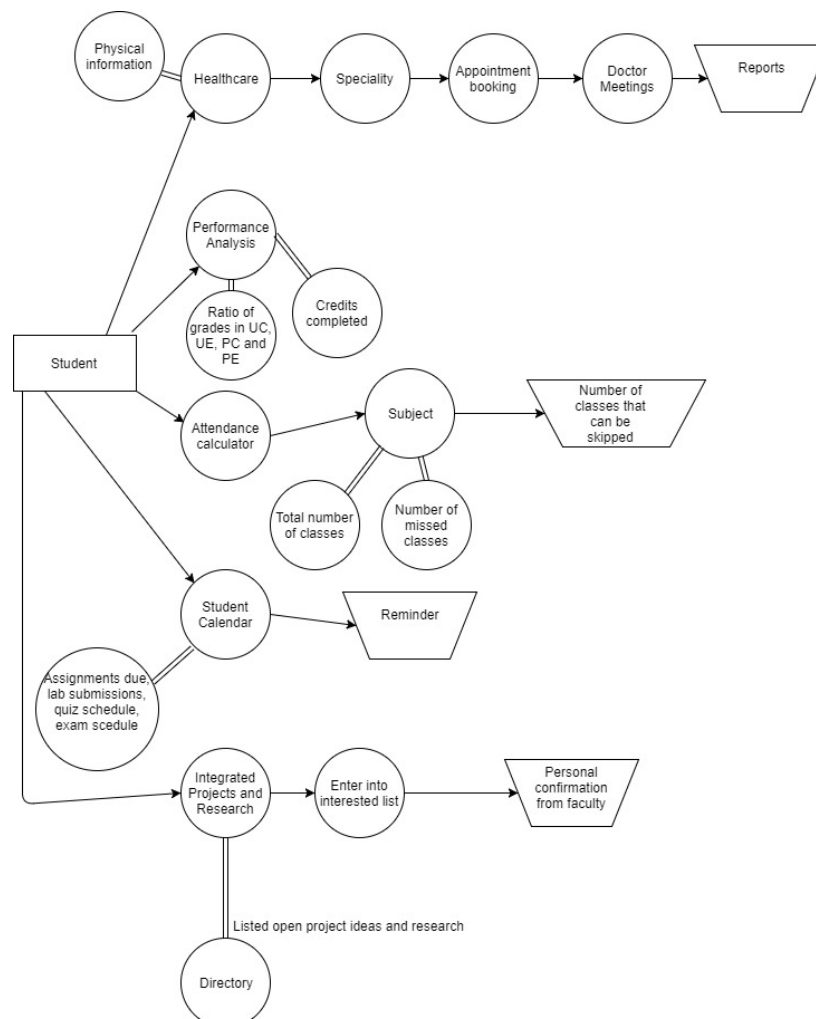 Physical
information
Healthcare
Speciality
Appointment
booking
Doctor
Meetings
Reports
Performance
Analysis
Ratio of
grades in UC,
UE, PC and
PE
Credits
completed
Student
Attendance
calculator
Subject
Number of
classes that
can be
skipped
Total number
of classes
Number of
missed
classes
Student
Calendar
Reminder
Assignments due,
lab submissions,
quiz schedule,
exam scedule
Integrated
Projects and
Research
Enter into
interested list
Personal
confirmation
from faculty
Listed open project ideas and research
Directory